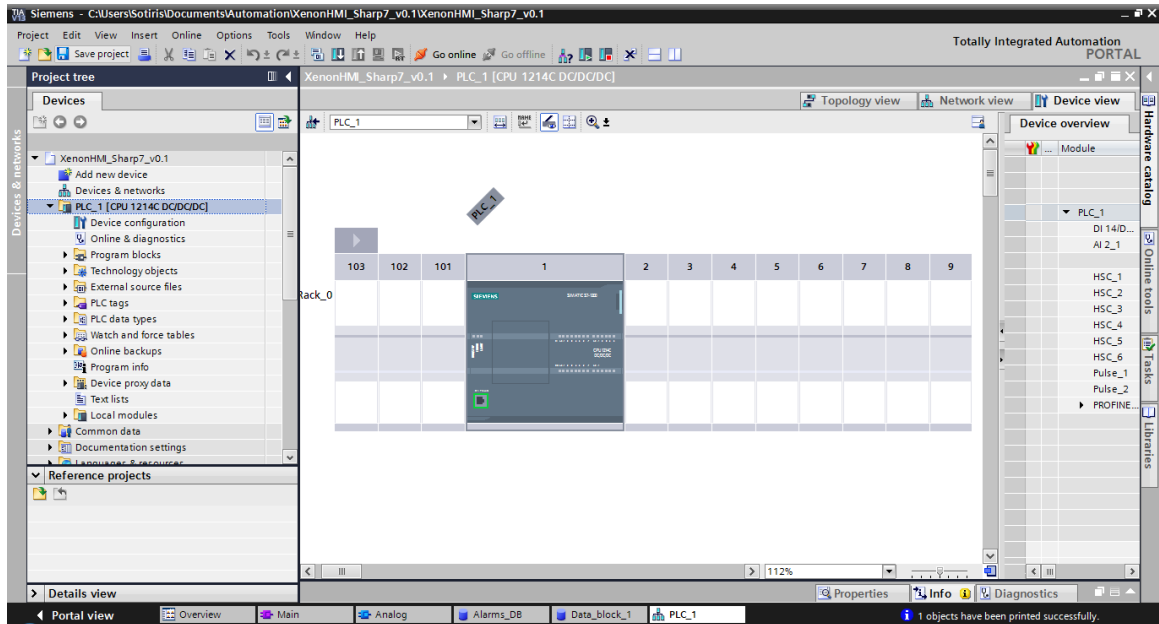 Siemens - C:\Users\Sotiris\Documents\Automation\XenonHMI_Sharp7_v0.1\XenonHMI_Sharp7_v0.1
Project Edit View Insert Online Options Tools Window Help
Totally Integrated Automation
PORTAL
Save project
Go online
Go offline
Project tree
XenonHMI_Sharp7_v0.1 PLC_1 [CPU 1214C DC/DC/DC]
Devices
Topology view
Network view
Device view
PLC_1
Device overview
... Module
XenonHMI_Sharp7_v0.1
Add new device
Devices & networks
PLC_1 [CPU 1214C DC/DC/DC]
Device configuration
Online & diagnostics
Program blocks
Technology objects
External source files
PLC tags
PLC data types
Watch and force tables
Online backups
Program info
Device proxy data
Text lists
Local modules
Common data
Documentation settings
Languages & resources
Reference projects
Details view
Devices & networks
PLC_1
103 102 101 1 2 3 4 5 6 7 8 9
Rack_0
SIEMENS
SIMATIC S7-1200
CPU 1214C
DC/DC/DC
PLC_1
DI 14/D...
AI 2_1
HSC_1
HSC_2
HSC_3
HSC_4
HSC_5
HSC_6
Pulse_1
Pulse_2
PROFINE...
Hardware catalog
Online tools
Tasks
Libraries
112%
Properties
Info
Diagnostics
Portal view
Overview
Main
Analog
Alarms_DB
Data_block_1
PLC_1
1 objects have been printed successfully.